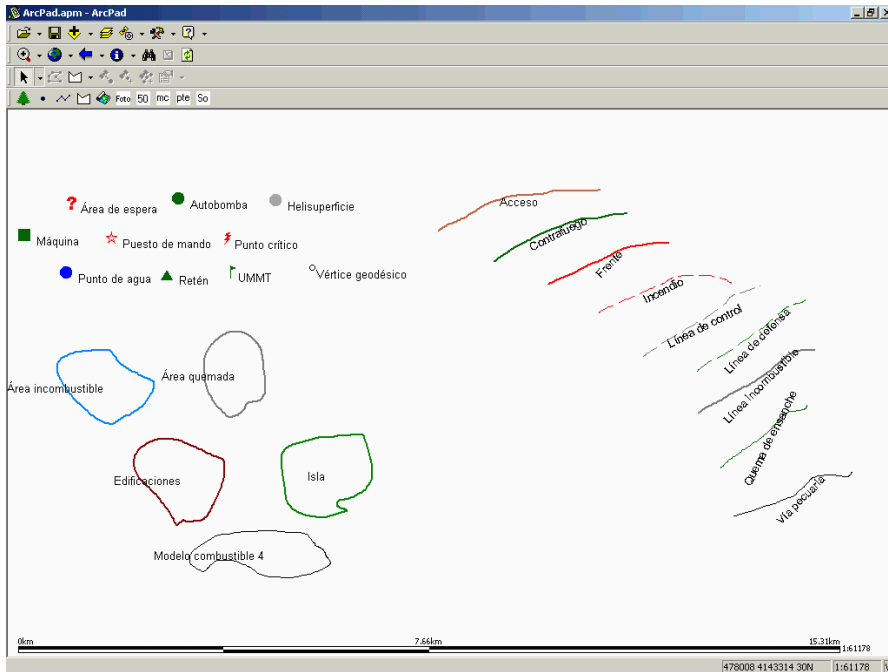 ArcPad.apm - ArcPad
Foto 50 mc pte So
Área de espera
Autobomba
Helisuperficie
Máquina
Puesto de mando
Punto crítico
Punto de agua
Retén
UMMT
Vértice geodésico
Acceso
Contrafuego
Frente
Incendio
Línea de control
Línea de defensa
Línea Incombustible
Quema de ensanche
Vía pecuaria
Área incombustible
Área quemada
Edificaciones
Isla
Modelo combustible 4
0km 7.66km 15.31km 1:61178
478008 4143314 30N 1:61178